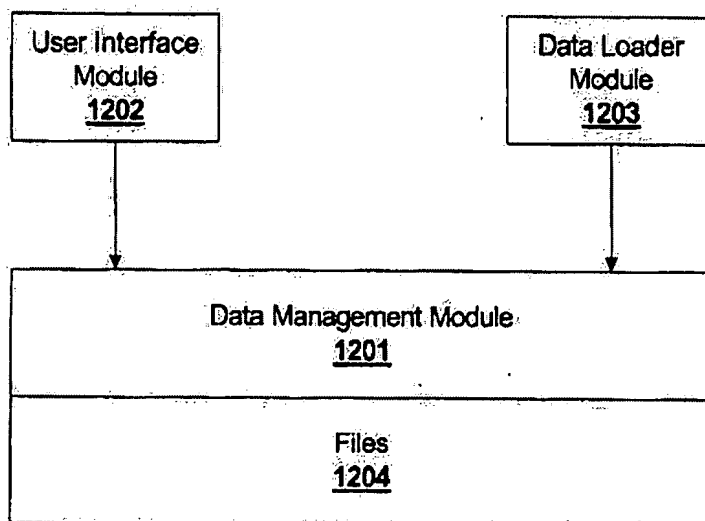 User Interface
Module
1202
Data Loader
Module
1203
Data Management Module
1201
Files
1204